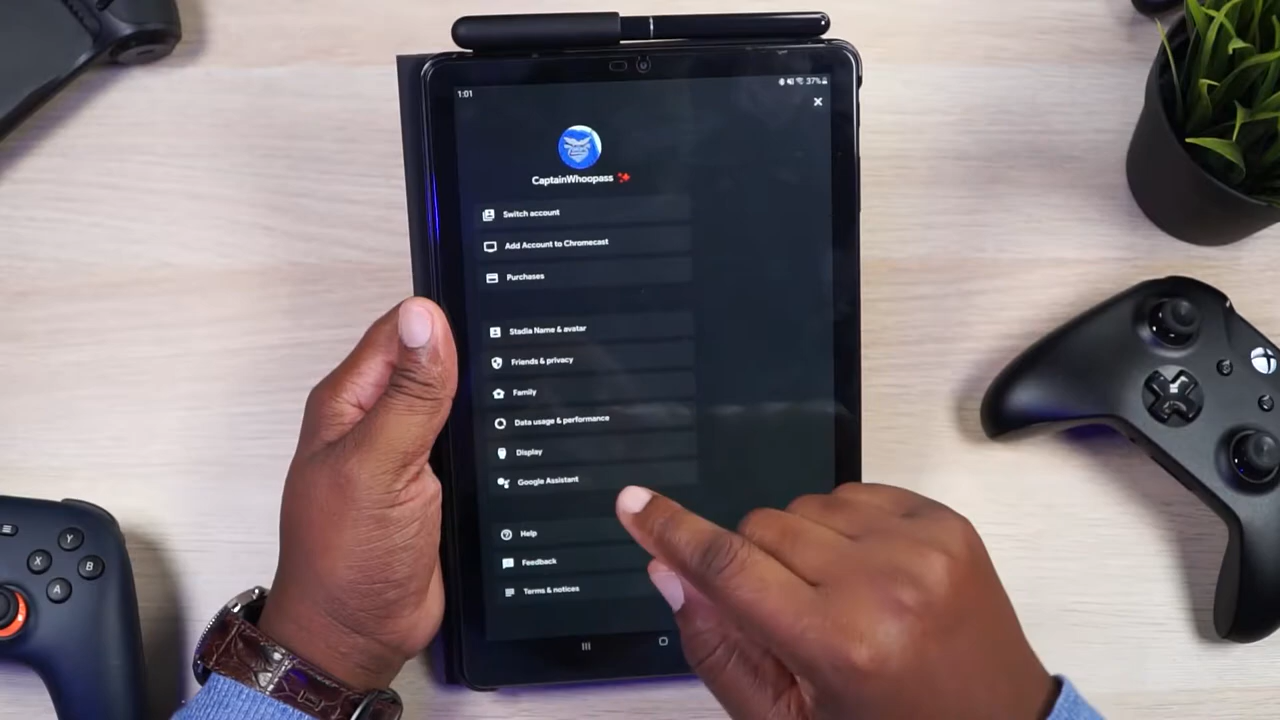 1:01
37%
CaptainWhoopass
Switch account
Add Account to Chromecast
Purchases
Stadia Name & avatar
Friends & privacy
Family
Data usage & performance
Display
Google Assistant
Help
Feedback
Terms & notices
Y
X
B
A